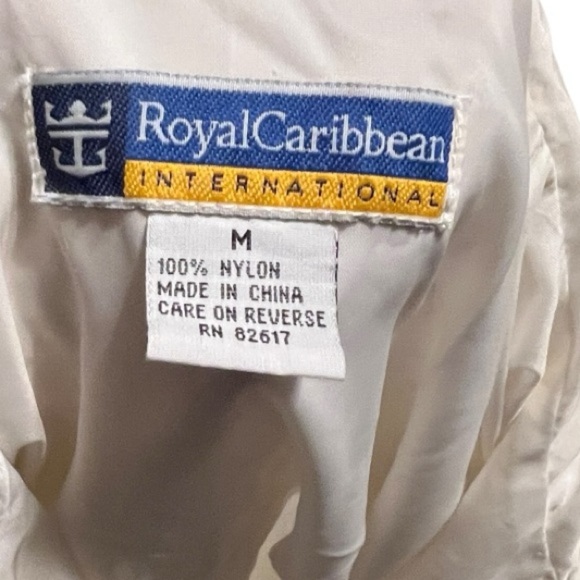 RoyalCaribbean
INTERNATIONAL
M
100% NYLON
MADE IN CHINA
CARE ON REVERSE
RN 82617